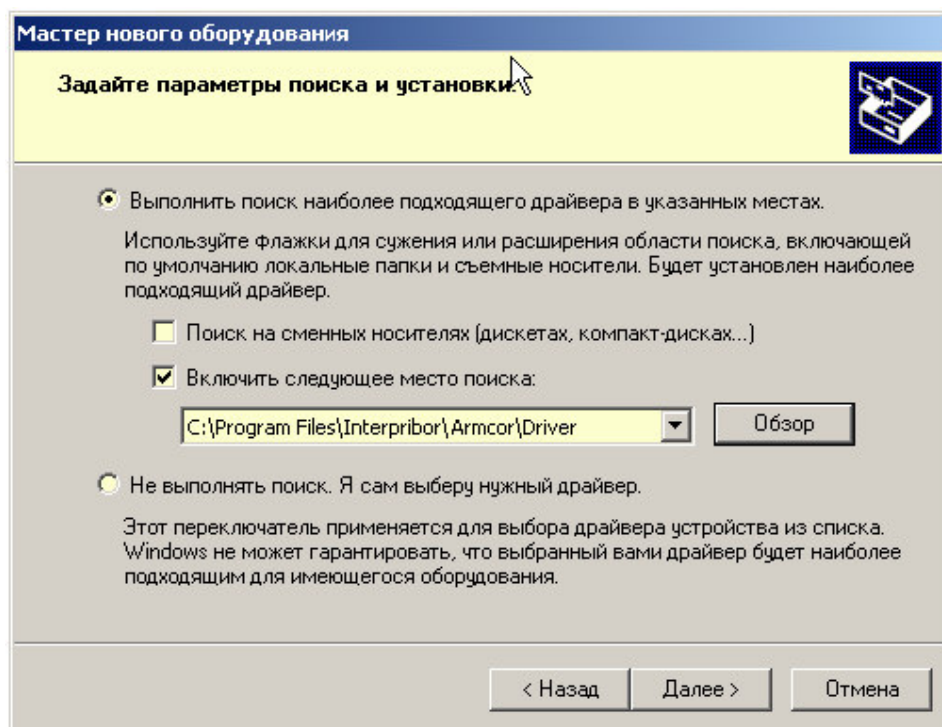 Мастер нового оборудования
Задайте параметры поиска и установки.
Выполнить поиск наиболее подходящего драйвера в указанных местах.
Используйте флажки для сужения или расширения области поиска, включающей
по умолчанию локальные папки и съемные носители. Будет установлен наиболее
подходящий драйвер.
Поиск на сменных носителях (дискетах, компакт-дисках...)
Включить следующее место поиска:
C:\Program Files\Interpribor\Armcor\Driver
Обзор
Не выполнять поиск. Я сам выберу нужный драйвер.
Этот переключатель применяется для выбора драйвера устройства из списка.
Windows не может гарантировать, что выбранный вами драйвер будет наиболее
подходящим для имеющегося оборудования.
< Назад Далее > Отмена